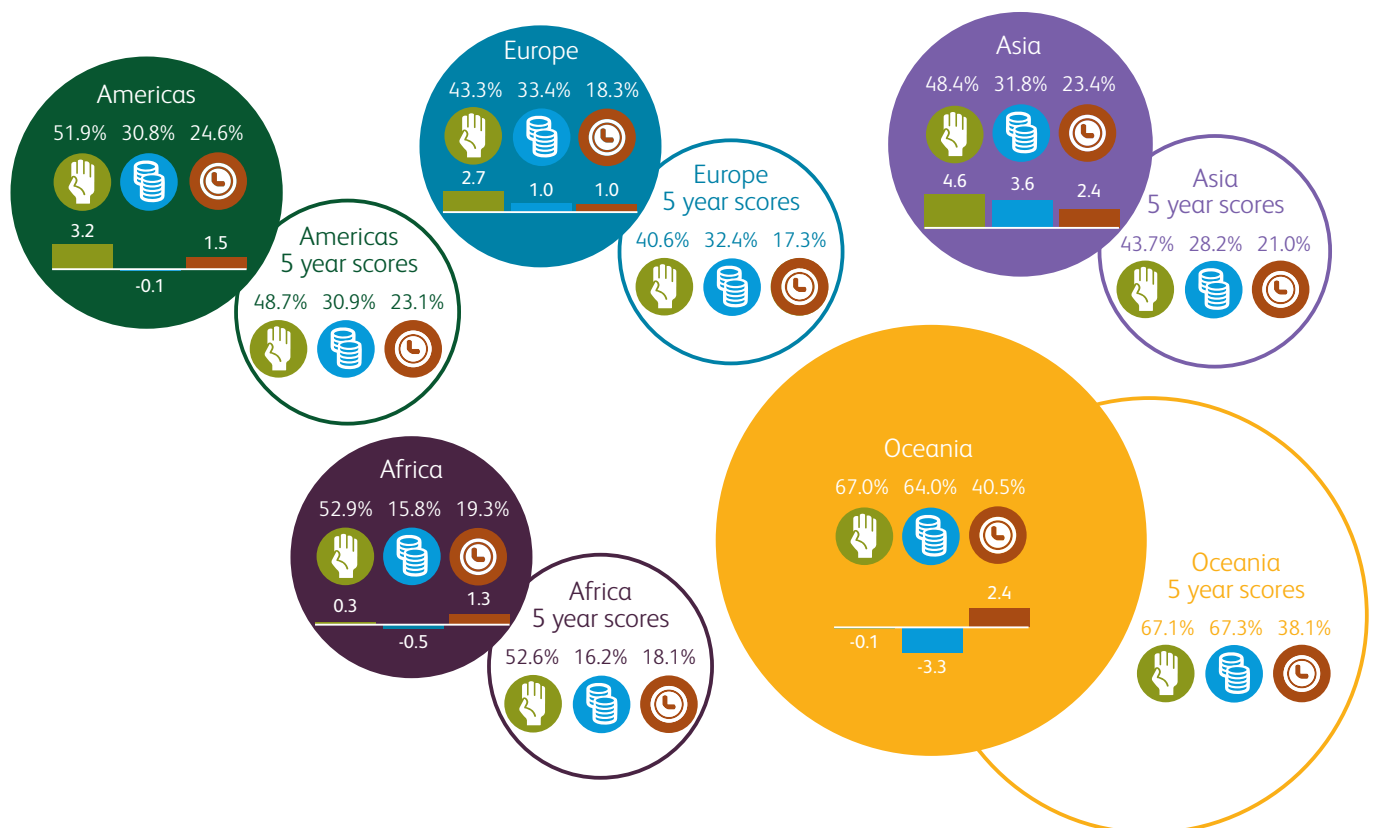 Americas
51.9% 30.8% 24.6%
3.2
-0.1
1.5
Americas
5 year scores
48.7% 30.9% 23.1%
Europe
43.3% 33.4% 18.3%
2.7
1.0
1.0
Europe
5 year scores
40.6% 32.4% 17.3%
Asia
48.4% 31.8% 23.4%
4.6
3.6
2.4
Asia
5 year scores
43.7% 28.2% 21.0%
Africa
52.9% 15.8% 19.3%
0.3
-0.5
1.3
Africa
5 year scores
52.6% 16.2% 18.1%
Oceania
67.0% 64.0% 40.5%
-0.1
-3.3
2.4
Oceania
5 year scores
67.1% 67.3% 38.1%